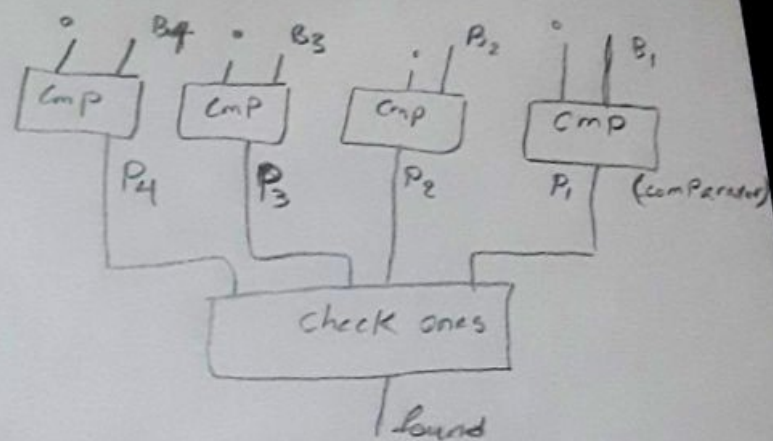 B4 B3 B2 B1
CMP CMP CMP CMP
P4 P3 P2 P1 (comparator)
Check ones
found